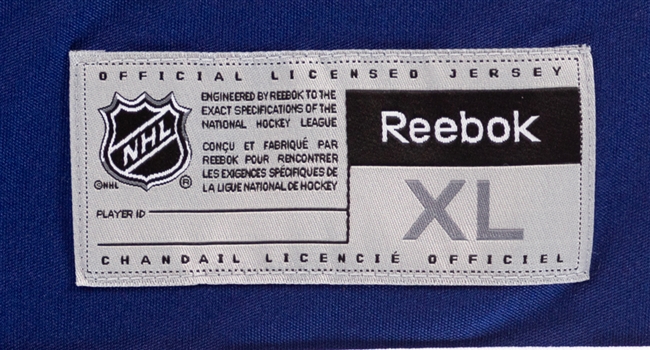 OFFICIAL LICENSED JERSEY
NHL
©NHL ®
ENGINEERED BY REEBOK TO THE
EXACT SPECIFICATIONS OF THE
NATIONAL HOCKEY LEAGUE
CONÇU ET FABRIQUÉ PAR
REEBOK POUR RENCONTRER
LES EXIGENCES SPÉCIFIQUES DE
LA LIGUE NATIONAL DE HOCKEY
Reebok
XL
PLAYER ID
CHANDAIL LICENCIÉ OFFICIEL